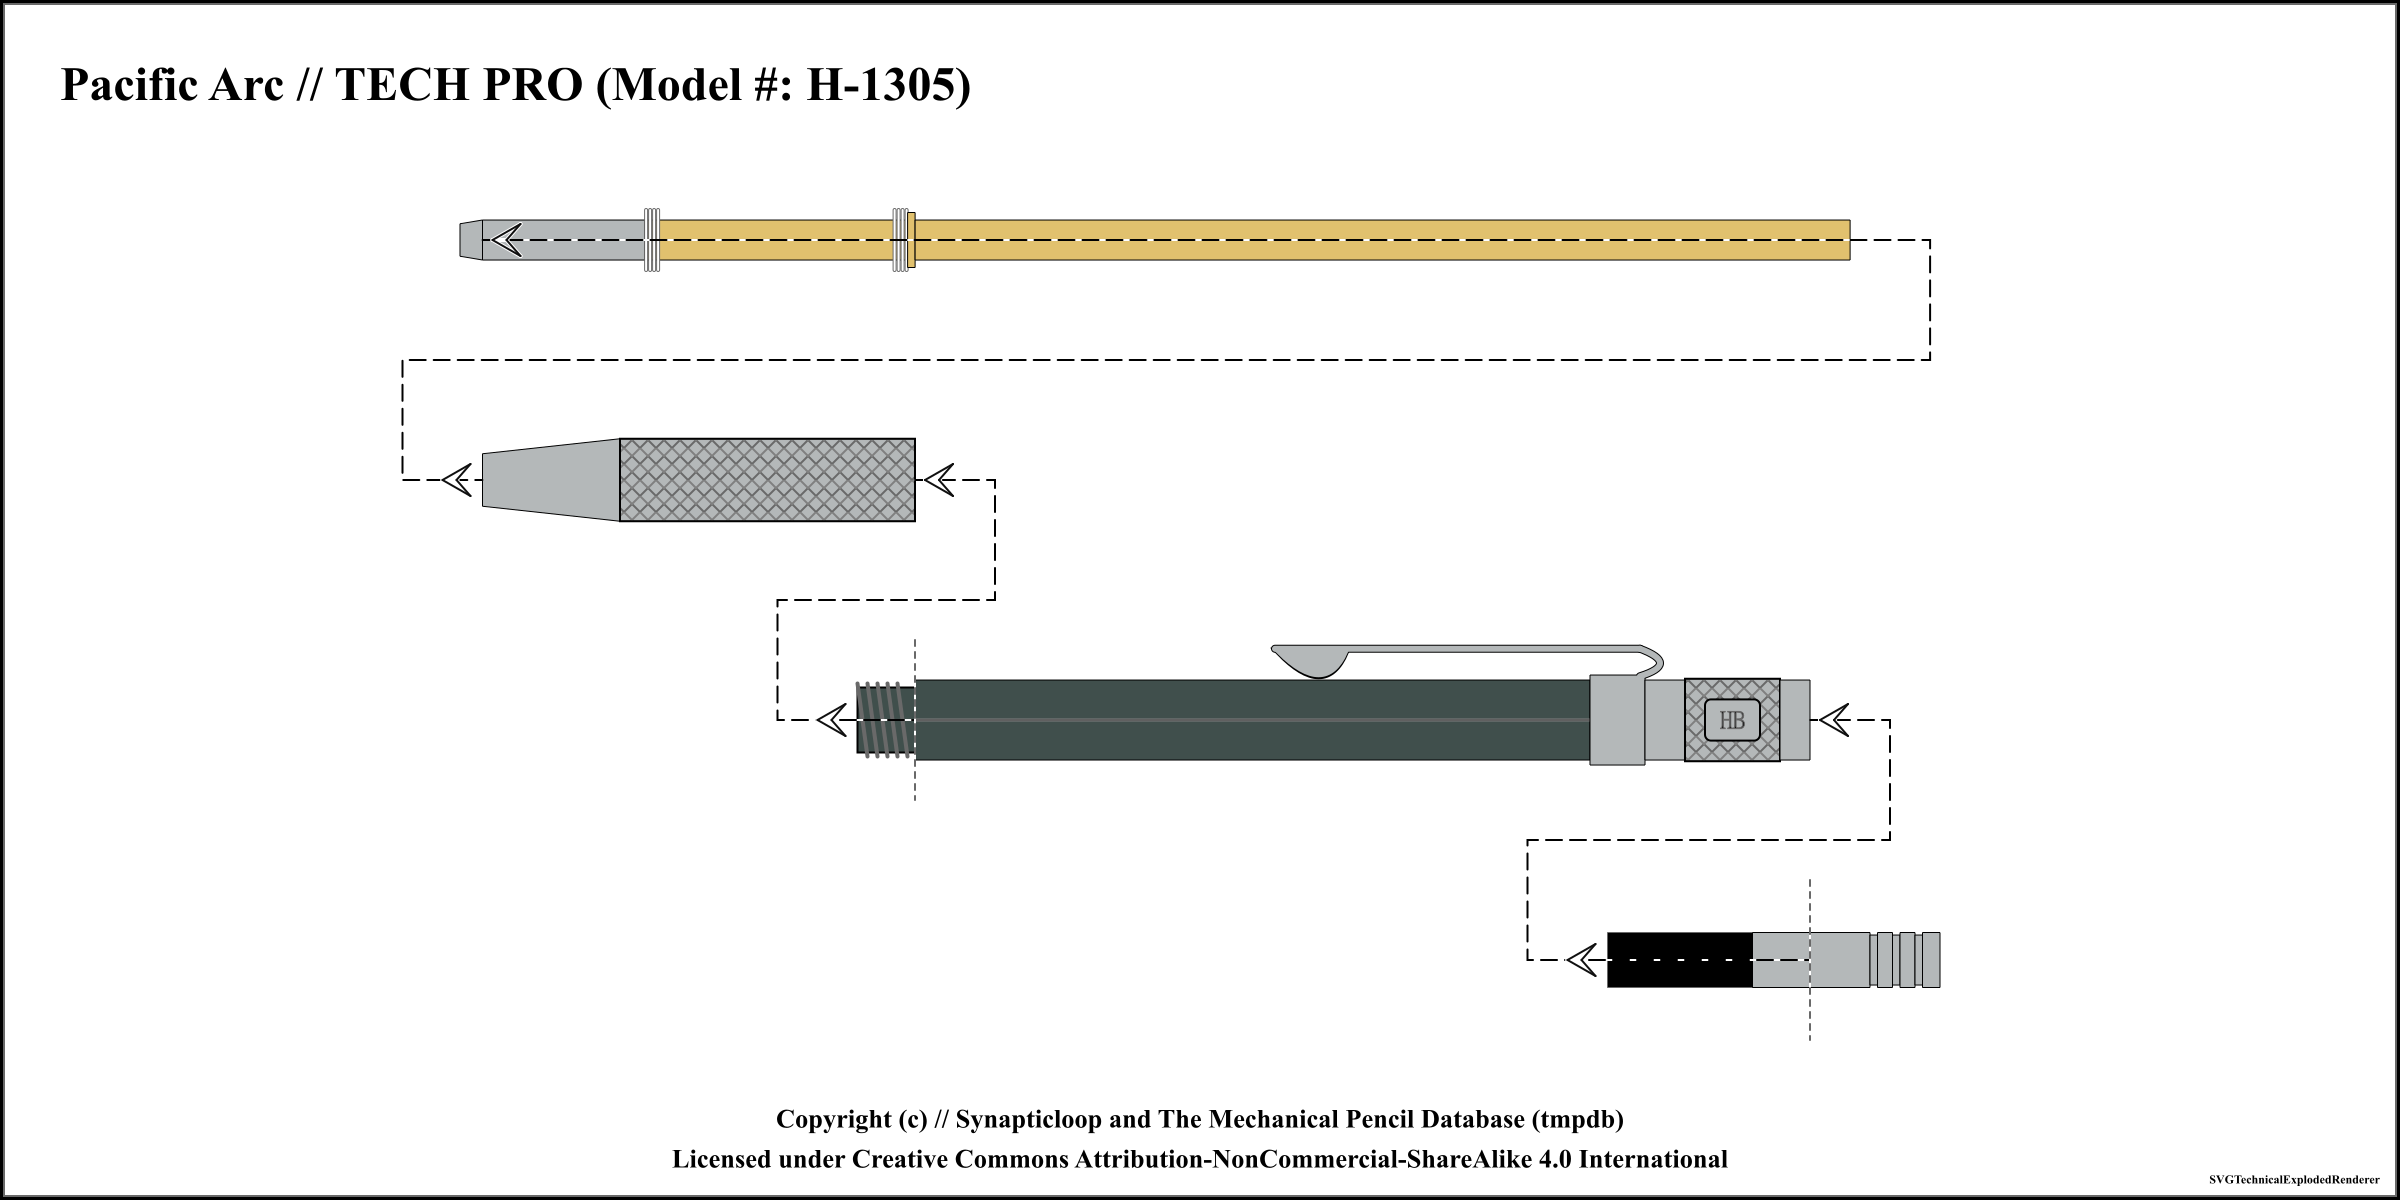 Pacific Arc // TECH PRO (Model #: H-1305)
HB
Copyright (c) // Synapticloop and The Mechanical Pencil Database (tmpdb)
Licensed under Creative Commons Attribution-NonCommercial-ShareAlike 4.0 International
SVGTechnicalExplodedRenderer